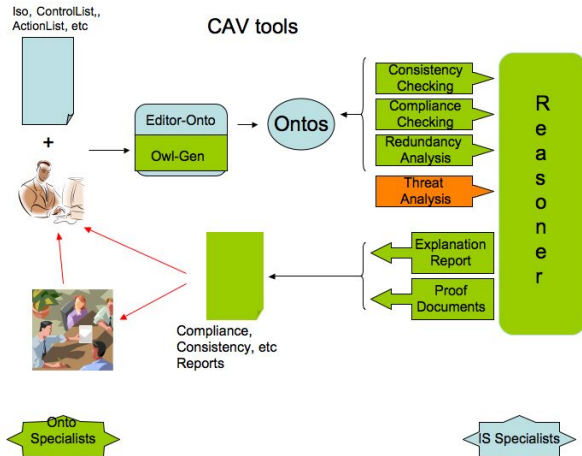 Iso, ControlList,,
ActionList, etc
CAV tools
+
Editor-Onto
Owl-Gen
Ontos
Consistency
Checking
Compliance
Checking
Redundancy
Analysis
Threat
Analysis
R
e
a
s
o
n
e
r
Explanation
Report
Proof
Documents
Compliance,
Consistency, etc
Reports
Onto
Specialists
IS Specialists